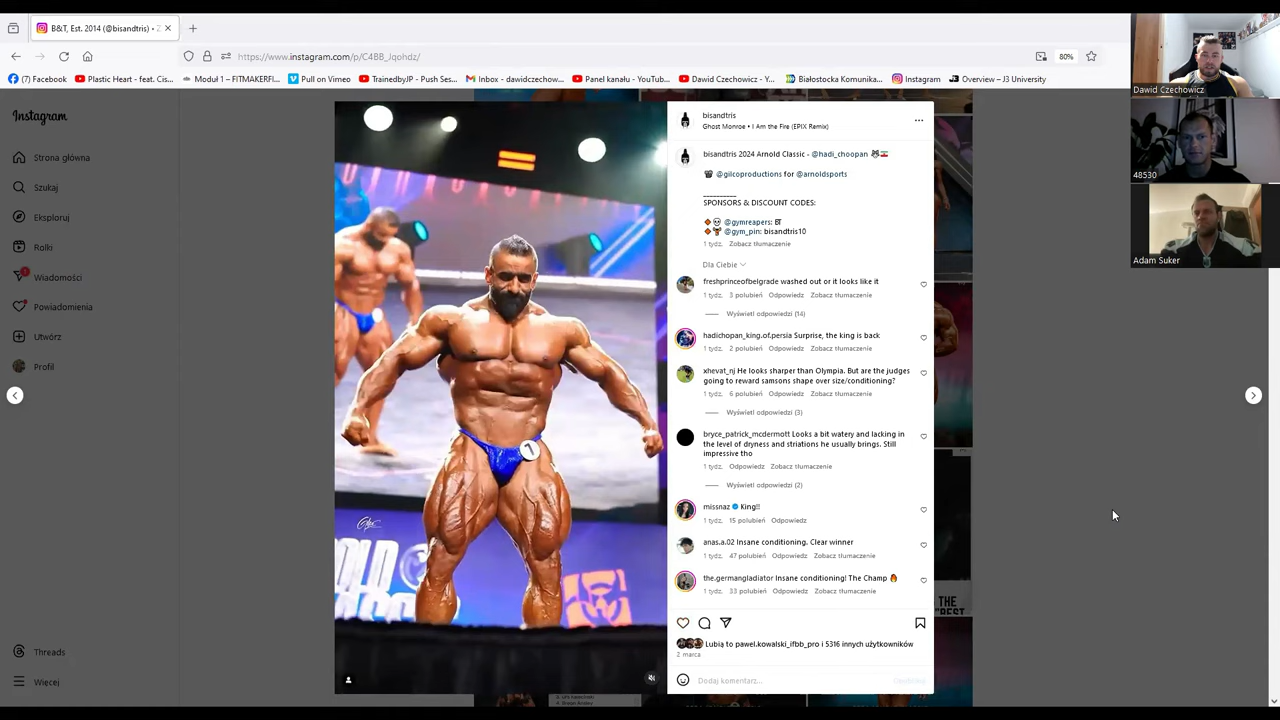 B&T, Est. 2014 (@bisandtris) •
https://www.instagram.com/p/C4BB_Jqohdz/
80%
Facebook
Plastic Heart - feat. Cis...
Moduł 1 – FITMAKERFI...
Pull on Vimeo
TrainedbyJP - Push Ses...
Inbox - dawidczechow...
Panel kanału - YouTub...
Dawid Czechowicz - Y...
Białostocka Komunika...
Instagram
Overview – J3 University
Dawid Czechowicz
48530
Adam Suker
Instagram
Strona główna
Szukaj
Eksploruj
Rolki
Wiadomości
Powiadomienia
Utwórz
Profil
Threads
Więcej
bisandtris
Ghost Monroe • I Am the Fire (EPIX Remix)
bisandtris 2024 Arnold Classic - @hadi_choopan
@gilcoproductions for @arnoldsports
SPONSORS & DISCOUNT CODES:
@gymreapers: BT
@gym_pin: bisandtris10
1 tydz. Zobacz tłumaczenie
Dla Ciebie
freshprinceofbelgrade washed out or it looks like it
1 tydz. 3 polubień Odpowiedz Zobacz tłumaczenie
Wyświetl odpowiedzi (14)
hadichopan_king.of.persia Surprise, the king is back
1 tydz. 2 polubień Odpowiedz Zobacz tłumaczenie
xhevat_nj He looks sharper than Olympia. But are the judges
going to reward samsons shape over size/conditioning?
1 tydz. 6 polubień Odpowiedz Zobacz tłumaczenie
Wyświetl odpowiedzi (3)
bryce_patrick_mcdermott Looks a bit watery and lacking in
the level of dryness and striations he usually brings. Still
impressive tho
1 tydz. Odpowiedz Zobacz tłumaczenie
Wyświetl odpowiedzi (2)
missnaz King!!
1 tydz. 15 polubień Odpowiedz
anas.a.02 Insane conditioning. Clear winner
1 tydz. 47 polubień Odpowiedz Zobacz tłumaczenie
the.germangladiator Insane conditioning! The Champ
1 tydz. 33 polubień Odpowiedz Zobacz tłumaczenie
Lubią to pawel.kowalski_ifbb_pro i 5316 innych użytkowników
2 marca
Dodaj komentarz...
THE